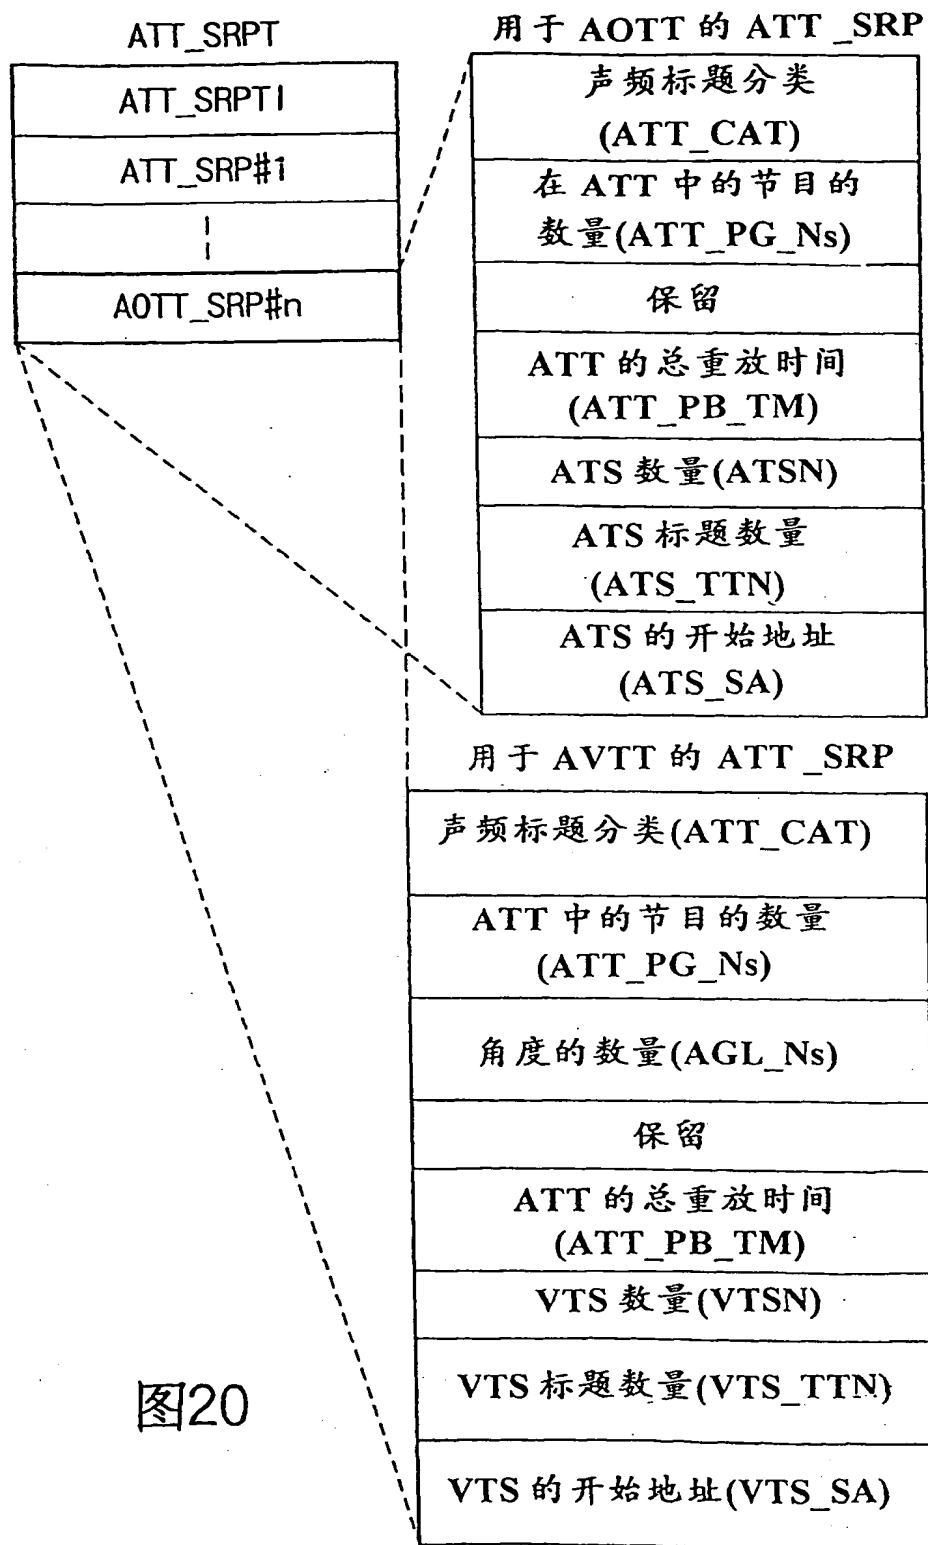 ATT_SRPT
ATT_SRPTI
ATT_SRP#1
AOTT_SRP#n
用于 AOTT 的 ATT _SRP
声频标题分类
(ATT_CAT)
在 ATT 中的节目的
数量(ATT_PG_Ns)
保留
ATT 的总重放时间
(ATT_PB_TM)
ATS 数量(ATSN)
ATS 标题数量
(ATS_TTN)
ATS 的开始地址
(ATS_SA)
用于 AVTT 的 ATT _SRP
声频标题分类(ATT_CAT)
ATT 中的节目的数量
(ATT_PG_Ns)
角度的数量(AGL_Ns)
保留
ATT 的总重放时间
(ATT_PB_TM)
VTS 数量(VTSN)
VTS 标题数量(VTS_TTN)
VTS 的开始地址(VTS_SA)
图20